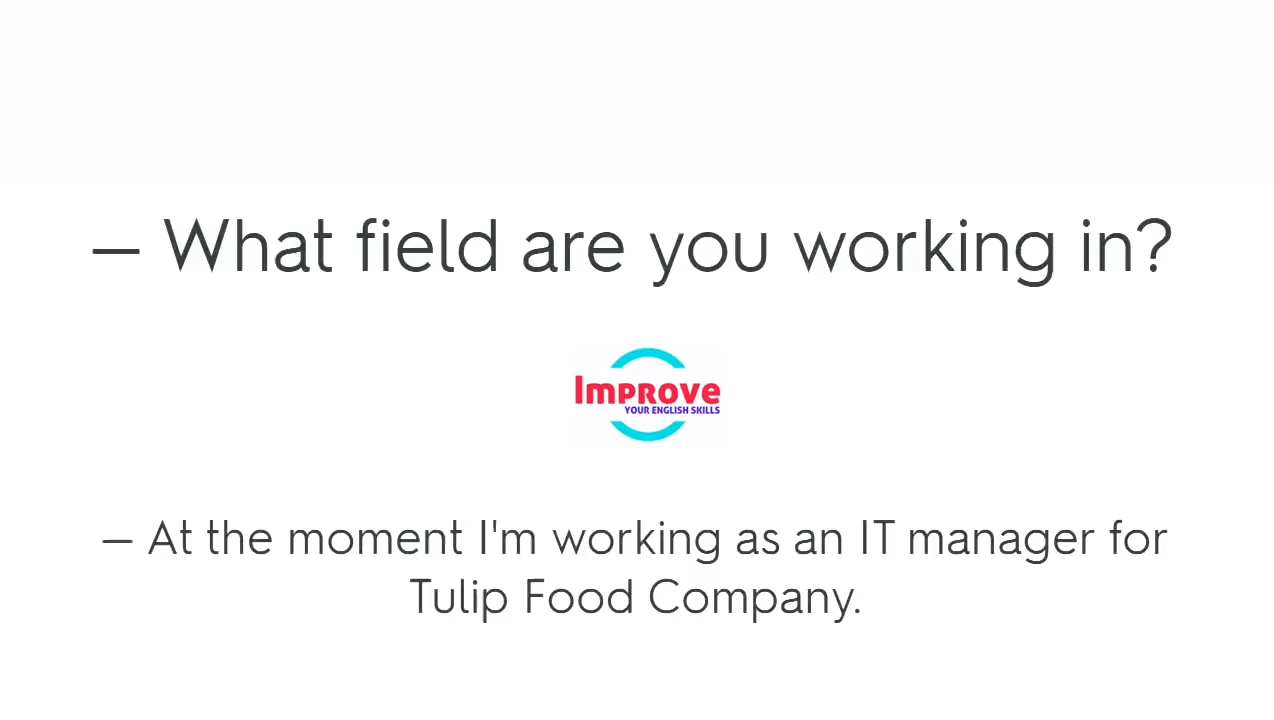 – What field are you working in?
Improve
YOUR ENGLISH SKILLS
– At the moment I'm working as an IT manager for
Tulip Food Company.